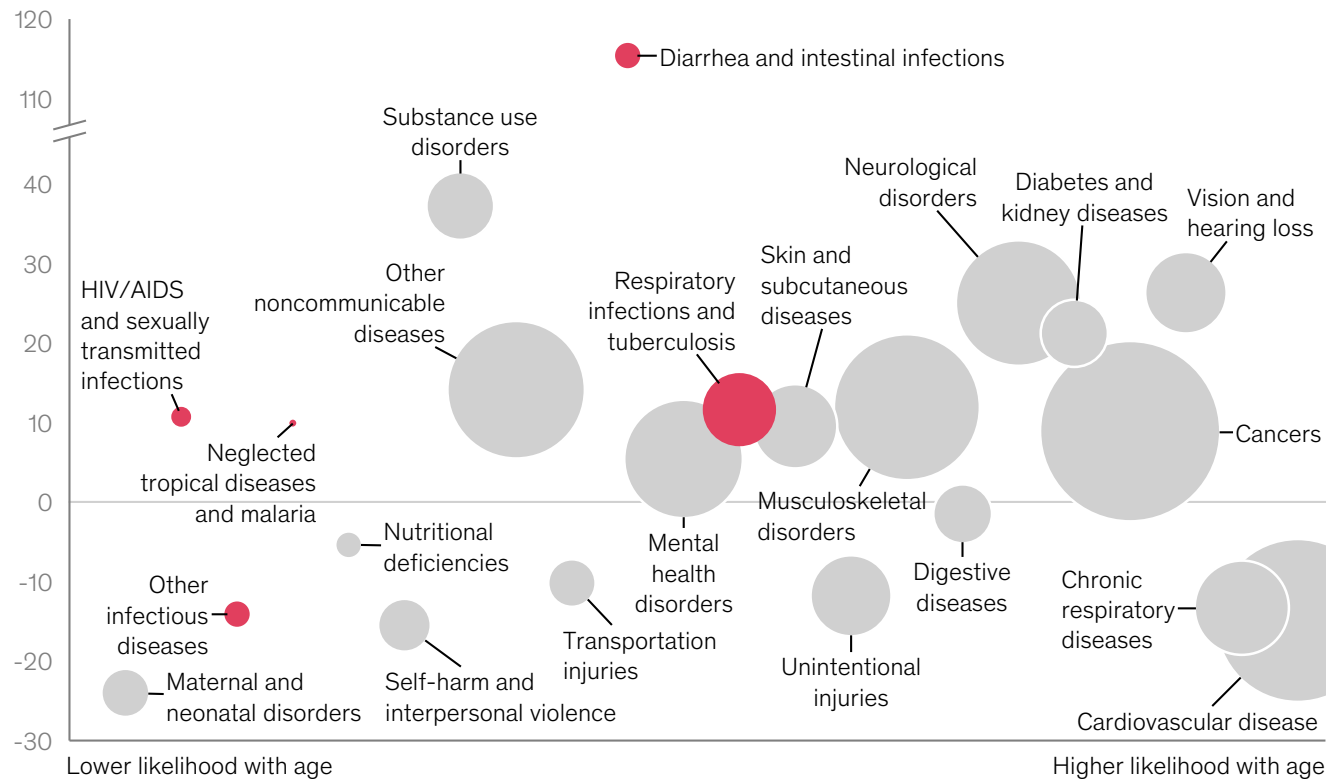 120
110
40
30
20
10
0
-10
-20
-30
Diarrhea and intestinal infections
Substance use
disorders
Neurological
disorders
Diabetes and
kidney diseases
Vision and
hearing loss
Other
noncommunicable
diseases
Respiratory
infections and
tuberculosis
Skin and
subcutaneous
diseases
HIV/AIDS
and sexually
transmitted
infections
Neglected
tropical diseases
and malaria
Cancers
Musculoskeletal
disorders
Nutritional
deficiencies
Mental
health
disorders
Digestive
diseases
Other
infectious
diseases
Chronic
respiratory
diseases
Transportation
injuries
Unintentional
injuries
Maternal and
neonatal disorders
Self-harm and
interpersonal violence
Cardiovascular disease
Lower likelihood with age
Higher likelihood with age